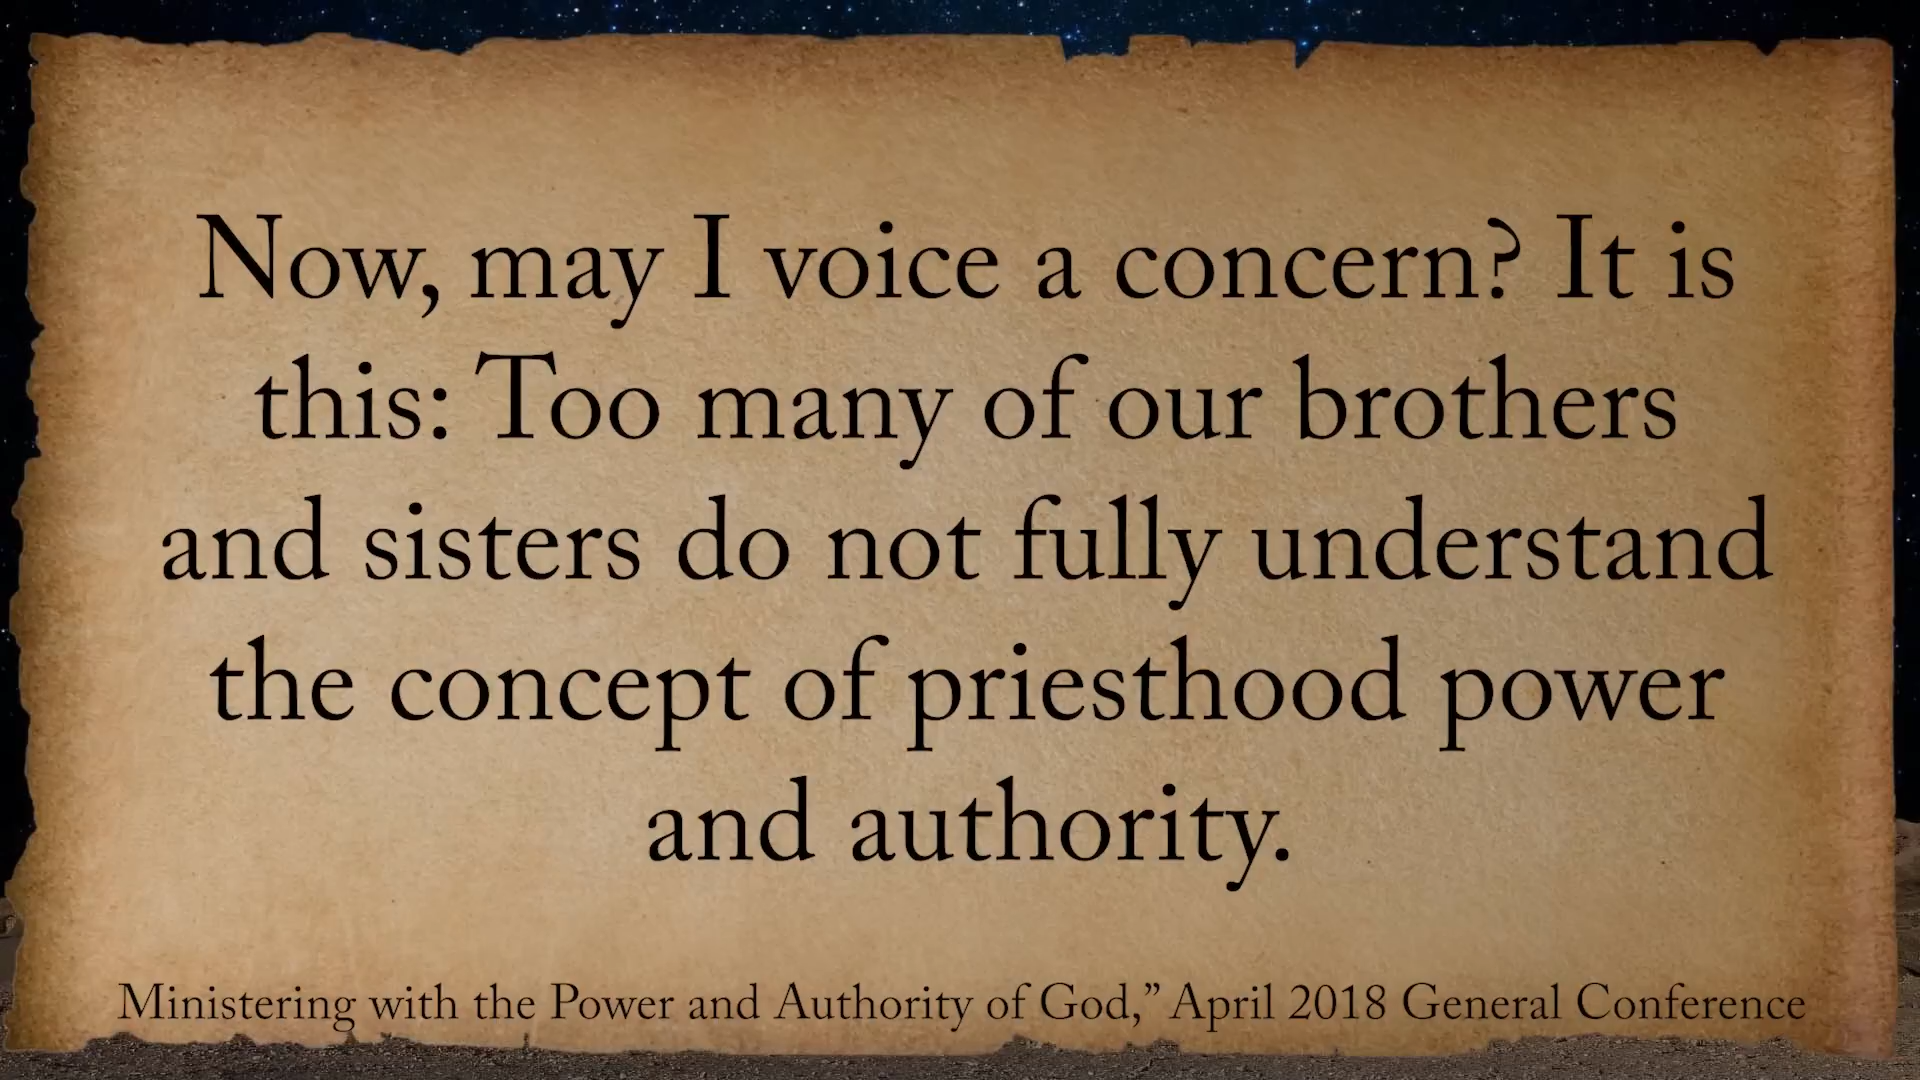 Now, may I voice a concern? It is
this: Too many of our brothers
and sisters do not fully understand
the concept of priesthood power
and authority.
Ministering with the Power and Authority of God,” April 2018 General Conference